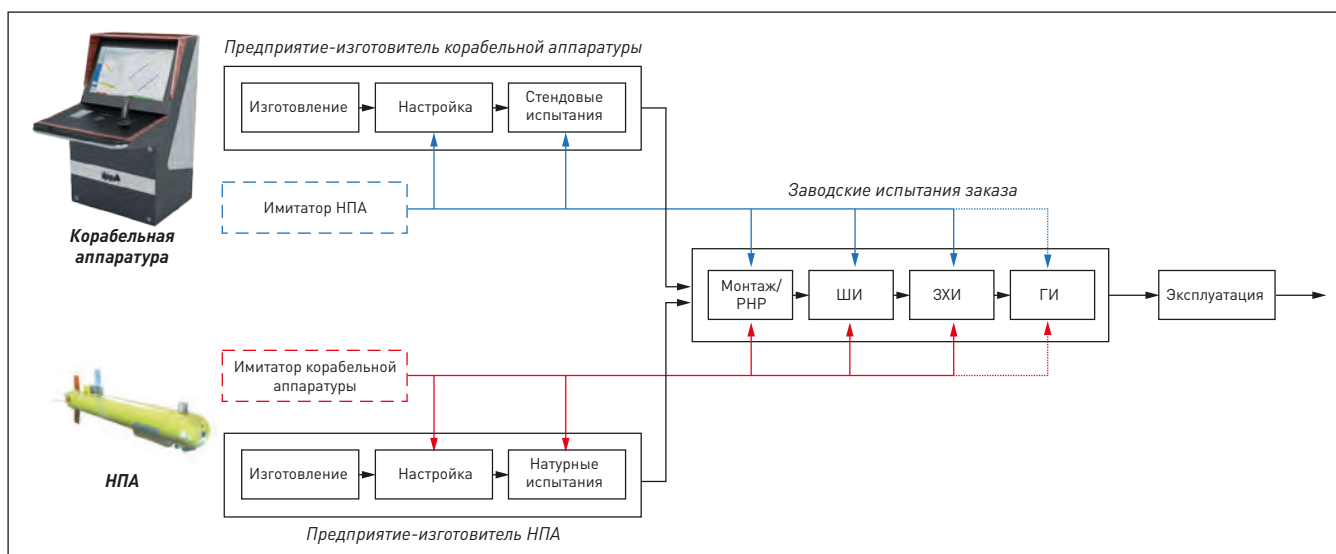 Предприятие-изготовитель корабельной аппаратуры
Изготовление
Настройка
Стендовые
испытания
Имитатор НПА
Заводские испытания заказа
Корабельная
аппаратура
Монтаж/
РНР
ШИ
ЗХИ
ГИ
Эксплуатация
Имитатор корабельной
аппаратуры
НПА
Изготовление
Настройка
Натурные
испытания
Предприятие-изготовитель НПА